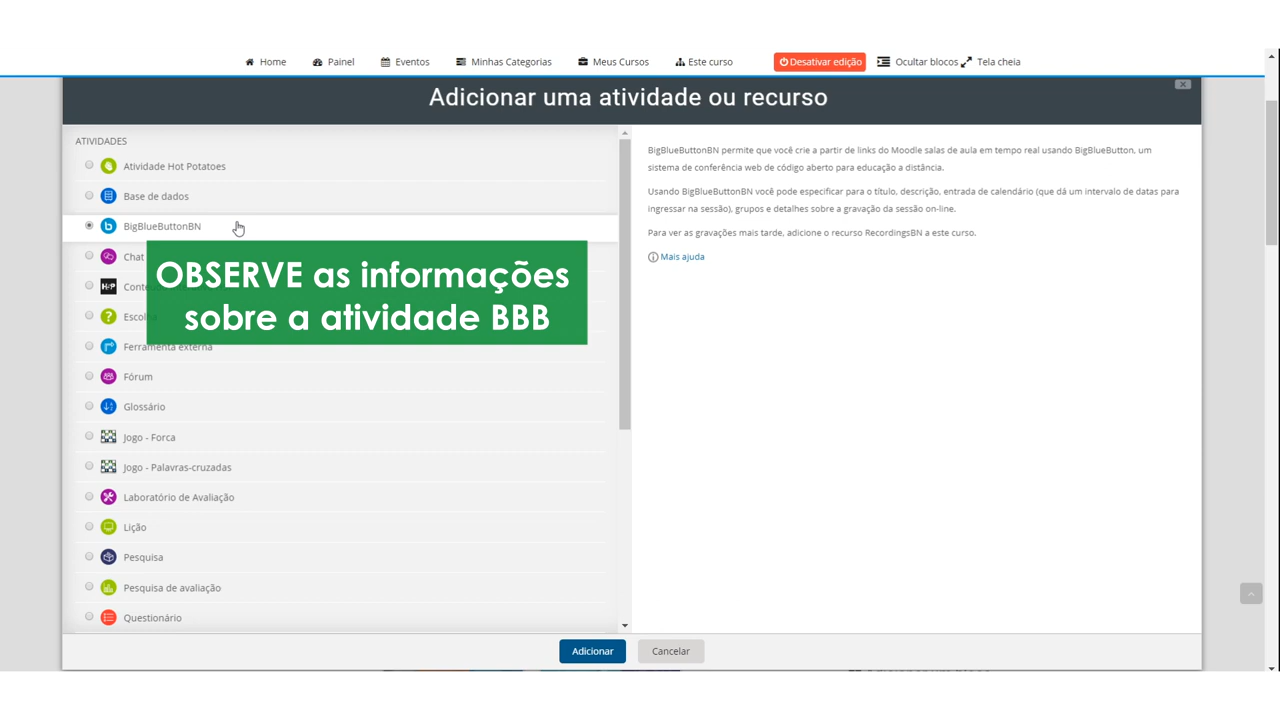 Home Painel Eventos Minhas Categorias Meus Cursos Este curso Desativar edição Ocultar blocos Tela cheia
Adicionar uma atividade ou recurso
ATIVIDADES
Atividade Hot Potatoes
Base de dados
BigBlueButtonBN
Chat
OBSERVE as informações
sobre a atividade BBB
H-P
Ferramenta externa
Fórum
Glossário
Jogo - Forca
Jogo - Palavras-cruzadas
Laboratório de Avaliação
Lição
Pesquisa
Pesquisa de avaliação
Questionário
BigBlueButtonBN permite que você crie a partir de links do Moodle salas de aula em tempo real usando BigBlueButton, um
sistema de conferência web de código aberto para educação a distância.
Usando BigBlueButtonBN você pode especificar para o título, descrição, entrada de calendário (que dá um intervalo de datas para
ingressar na sessão), grupos e detalhes sobre a gravação da sessão on-line.
Para ver as gravações mais tarde, adicione o recurso RecordingsBN a este curso.
Mais ajuda
Adicionar Cancelar